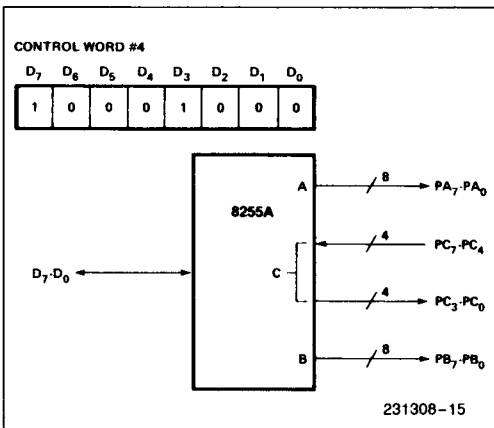 CONTROL WORD #4
D7 D6 D5 D4 D3 D2 D1 D0
1 0 0 0 1 0 0 0
A 8 PA7-PA0
8255A
4 PC7-PC4
D7-D0 C
4 PC3-PC0
B 8 PB7-PB0
231308-15